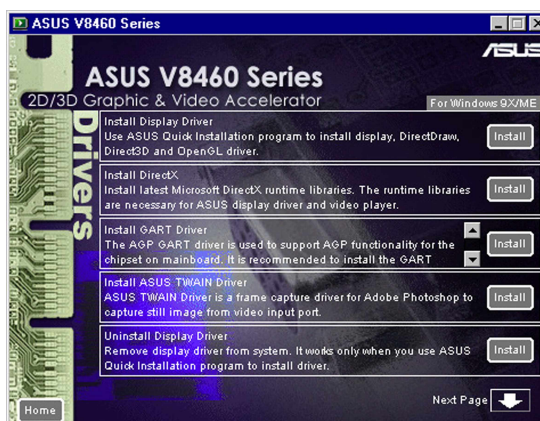 ASUS V8460 Series
ASUS
ASUS V8460 Series
2D/3D Graphic & Video Accelerator
For Windows 9X/ME
Drivers
Install Display Driver
Use ASUS Quick Installation program to install display, DirectDraw,
Direct3D and OpenGL driver.
Install
Install DirectX
Install latest Microsoft DirectX runtime libraries. The runtime libraries
are necessary for ASUS display driver and video player.
Install
Install GART Driver
The AGP GART driver is used to support AGP functionality for the
chipset on mainboard. It is recommended to install the GART
Install
Install ASUS TWAIN Driver
ASUS TWAIN Driver is a frame capture driver for Adobe Photoshop to
capture still image from video input port.
Install
Uninstall Display Driver
Remove display driver from system. It works only when you use ASUS
Quick Installation program to install driver.
Install
Next Page
Home